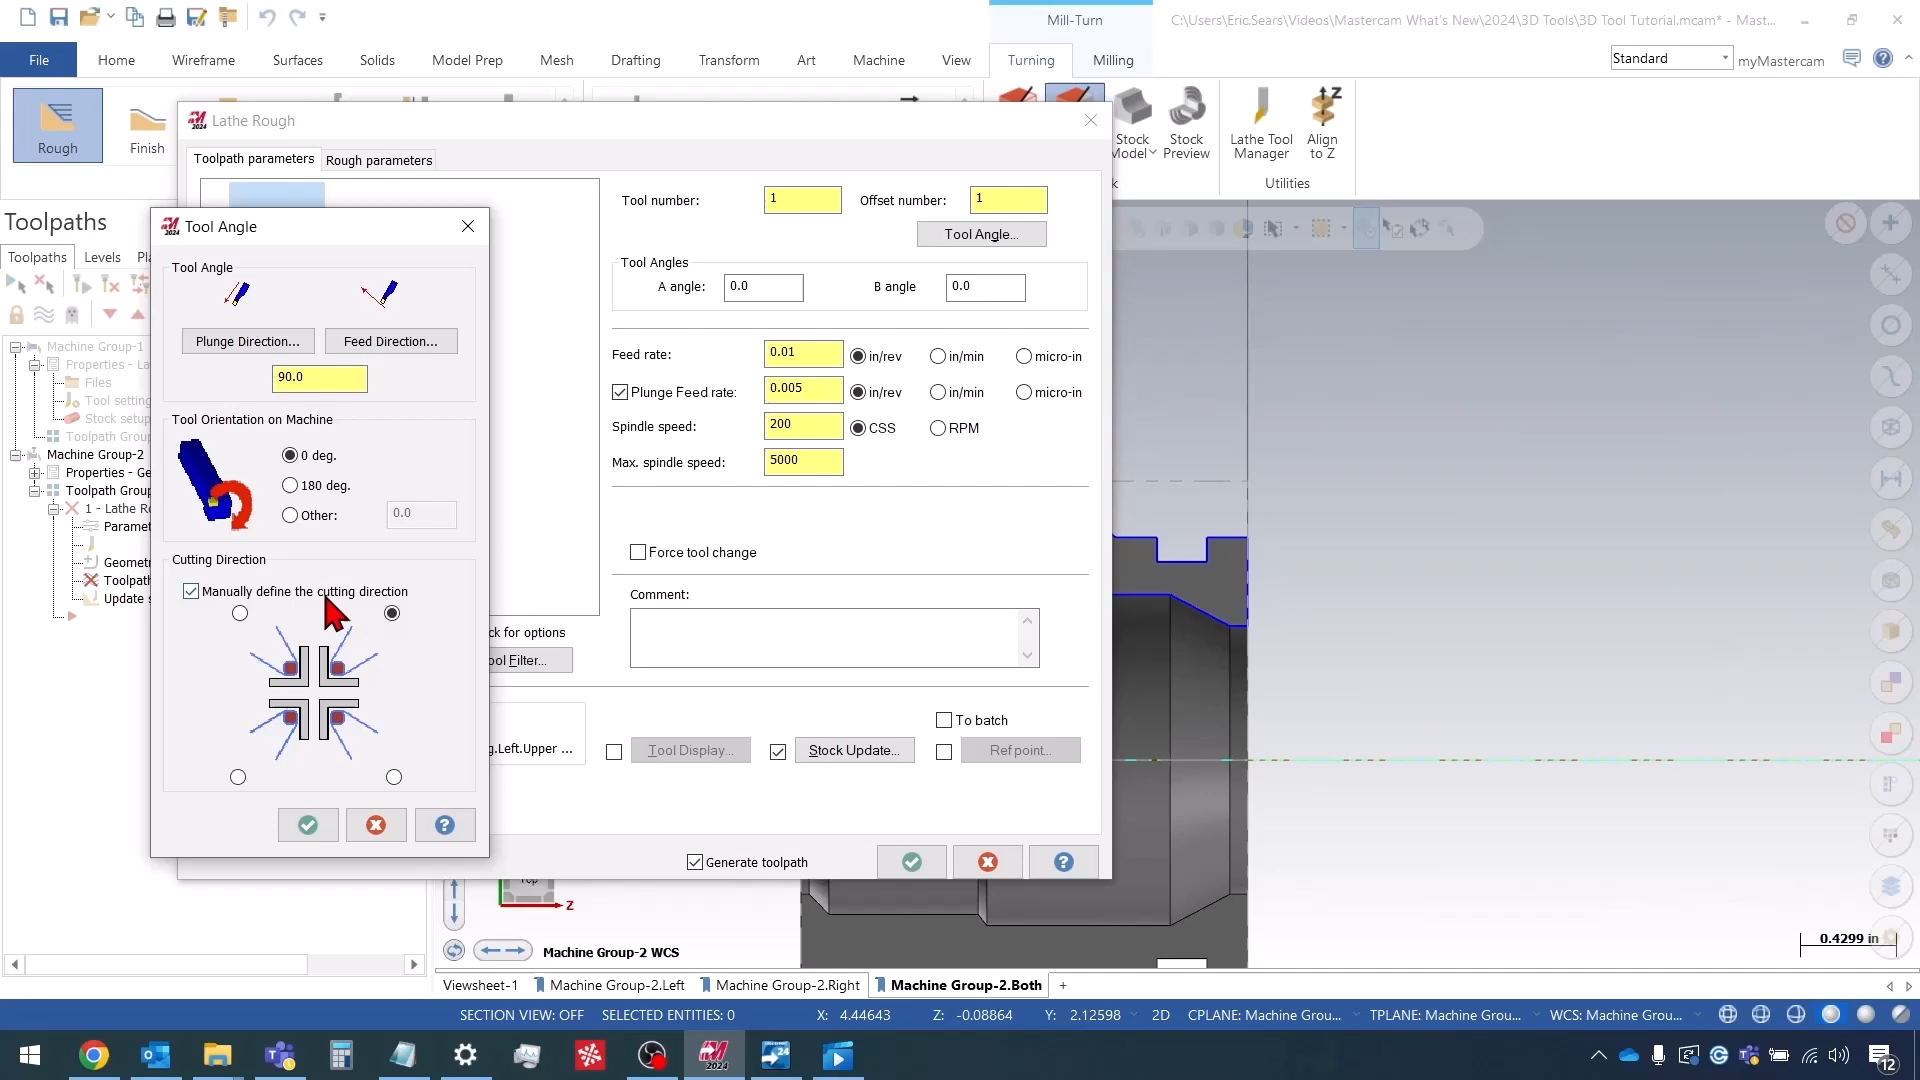 Mill-Turn
C:\Users\Eric.Sears\Videos\Mastercam What's New\2024\3D Tools\3D Tool Tutorial.mcam* - Mast...
File
Home
Wireframe
Surfaces
Solids
Model Prep
Mesh
Drafting
Transform
Art
Machine
View
Turning
Milling
Standard
myMastercam
Rough
Finish
Stock
Model
Stock
Preview
Lathe Tool
Manager
Align
to Z
Utilities
Lathe Rough
Toolpath parameters
Rough parameters
Tool number:
1
Offset number:
1
Tool Angle...
Tool Angles
A angle:
0.0
B angle
0.0
Feed rate:
0.01
in/rev
in/min
micro-in
Plunge Feed rate:
0.005
in/rev
in/min
micro-in
Spindle speed:
200
CSS
RPM
Max. spindle speed:
5000
Force tool change
Comment:
ck for options
ool Filter...
To batch
g.Left.Upper ...
Tool Display...
Stock Update...
Ref point...
Generate toolpath
Toolpaths
Toolpaths
Levels
Pla
Machine Group-1
Properties - La
Files
Tool setting
Stock setup
Toolpath Group
Machine Group-2
Properties - Ge
Toolpath Group
1 - Lathe Ro
Paramet
Geomet
Toolpath
Update s
Tool Angle
Tool Angle
Plunge Direction...
Feed Direction...
90.0
Tool Orientation on Machine
0 deg.
180 deg.
Other:
0.0
Cutting Direction
Manually define the cutting direction
Z
Machine Group-2 WCS
0.4299 in
Viewsheet-1
Machine Group-2.Left
Machine Group-2.Right
Machine Group-2.Both
+
SECTION VIEW: OFF
SELECTED ENTITIES: 0
X: 4.44643
Z: -0.08864
Y: 2.12598
2D
CPLANE: Machine Grou...
TPLANE: Machine Grou...
WCS: Machine Grou...
12